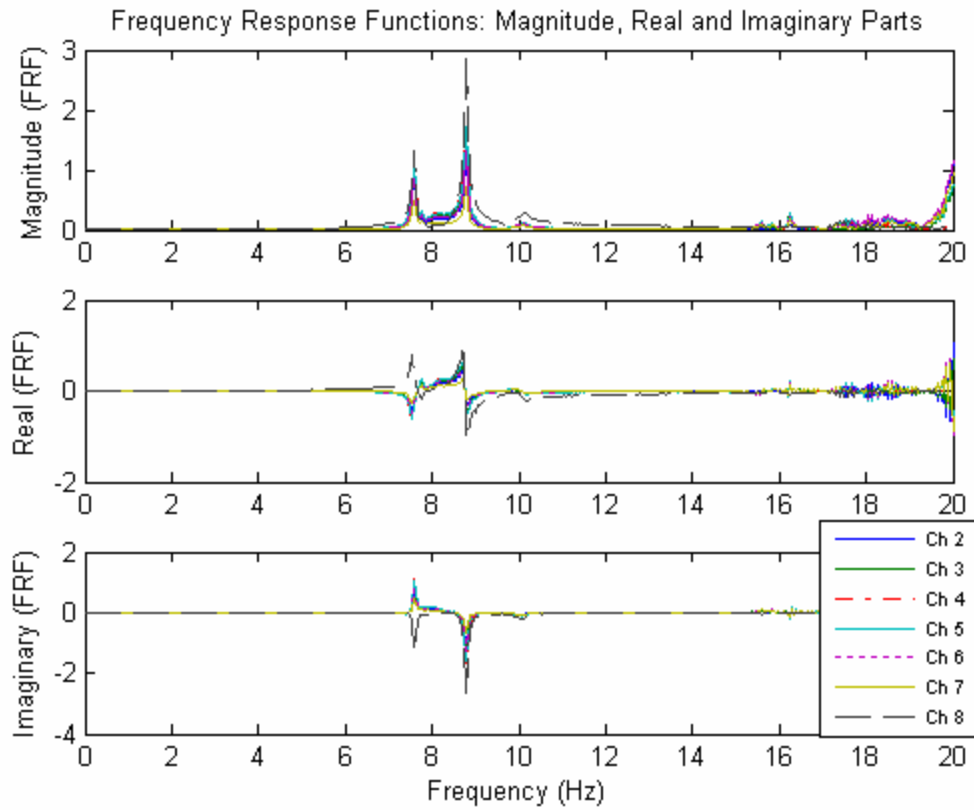 Frequency Response Functions: Magnitude, Real and Imaginary Parts
Magnitude (FRF)
3
2
1
0
0 2 4 6 8 10 12 14 16 18 20
Real (FRF)
2
0
-2
0 2 4 6 8 10 12 14 16 18 20
Imaginary (FRF)
2
0
-2
-4
0 2 4 6 8 10 12 14 16 18 20
Frequency (Hz)
Ch 2
Ch 3
Ch 4
Ch 5
Ch 6
Ch 7
Ch 8